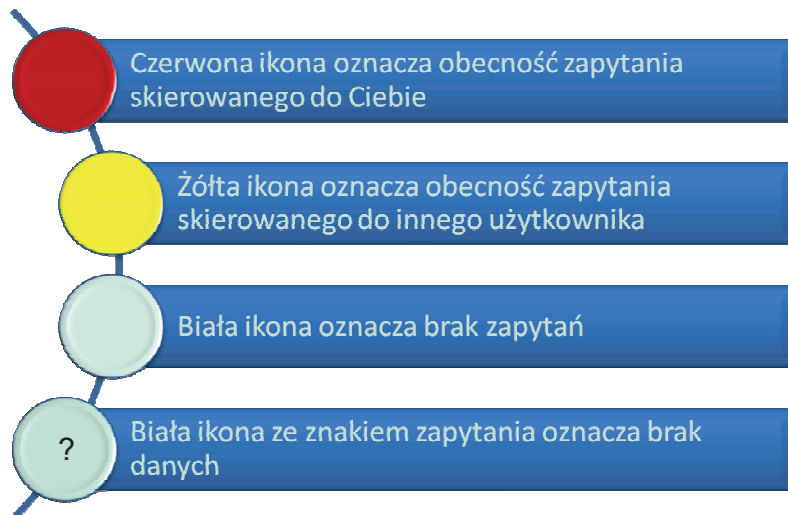 Czerwona ikona oznacza obecność zapytania
skierowanego do Ciebie
Żółta ikona oznacza obecność zapytania
skierowanego do innego użytkownika
Biała ikona oznacza brak zapytań
?
Biała ikona ze znakiem zapytania oznacza brak
danych